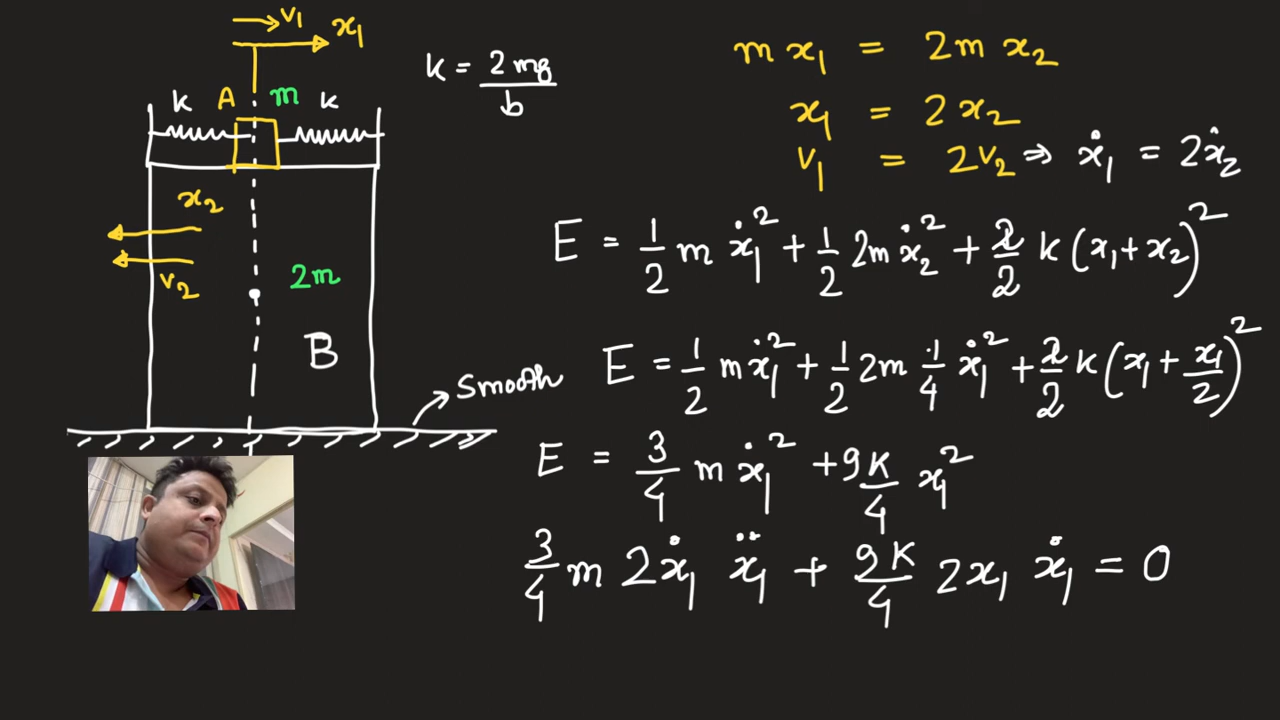 → v₁
x₁
k = 2mg/b
k A m k
x₂
v₂
2m
B
Smooth
m x₁ = 2m x₂
x₁ = 2x₂
v₁ = 2v₂ ⇒ ẋ₁ = 2ẋ₂
E = 1/2 m ẋ₁² + 1/2 2m ẋ₂² + 2/2 k (x₁ + x₂)²
E = 1/2 m ẋ₁² + 1/2 2m 1/4 ẋ₁² + 2/2 k (x₁ + x₁/2)²
E = 3/4 m ẋ₁² + 9k/4 x₁²
3/4 m 2ẋ₁ ẍ₁ + 9k/4 2x₁ ẋ₁ = 0